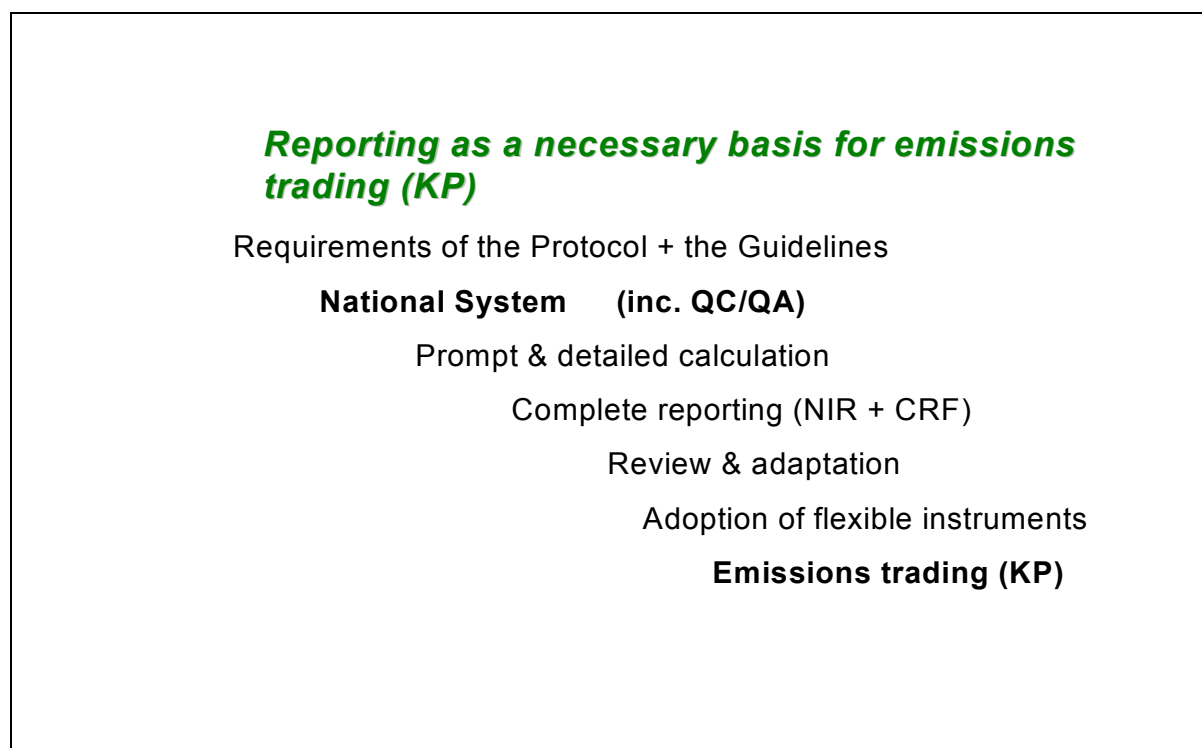 Reporting as a necessary basis for emissions
trading (KP)
Requirements of the Protocol + the Guidelines
National System (inc. QC/QA)
Prompt & detailed calculation
Complete reporting (NIR + CRF)
Review & adaptation
Adoption of flexible instruments
Emissions trading (KP)